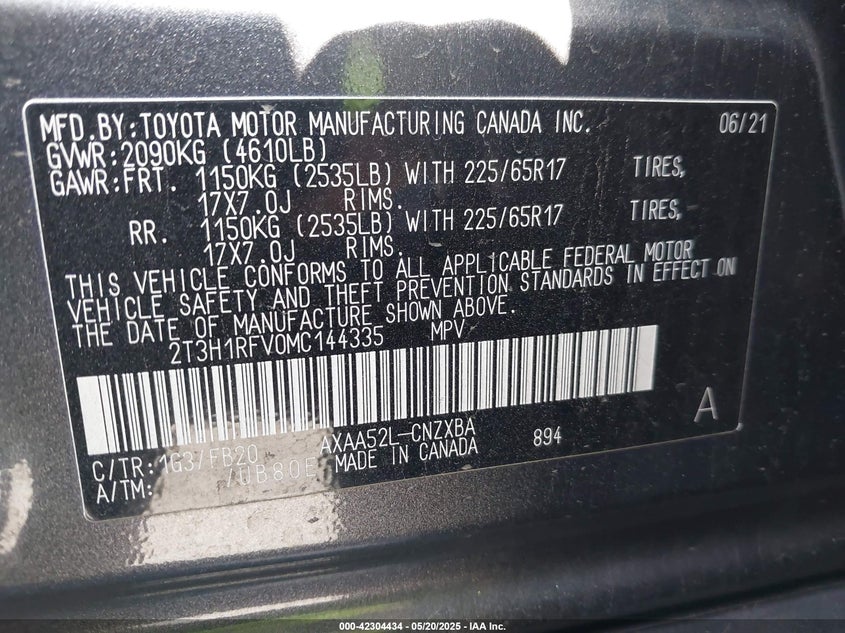 MFD.BY:TOYOTA MOTOR MANUFACTURING CANADA INC. 06/21
GVWR:2090KG (4610LB)
GAWR:FRT. 1150KG (2535LB) WITH 225/65R17 TIRES,
17X7.0J RIMS.
RR. 1150KG (2535LB) WITH 225/65R17 TIRES,
17X7.0J RIMS.
THIS VEHICLE CONFORMS TO ALL APPLICABLE FEDERAL MOTOR
VEHICLE SAFETY AND THEFT PREVENTION STANDARDS IN EFFECT ON
THE DATE OF MANUFACTURE SHOWN ABOVE.
2T3H1RFV0MC144335 MPV
A
C/TR:1G3/FB20 AXAA52L-CNZXBA 894
A/TM: /UB80F MADE IN CANADA
000-42304434 - 05/20/2025 - IAA Inc.